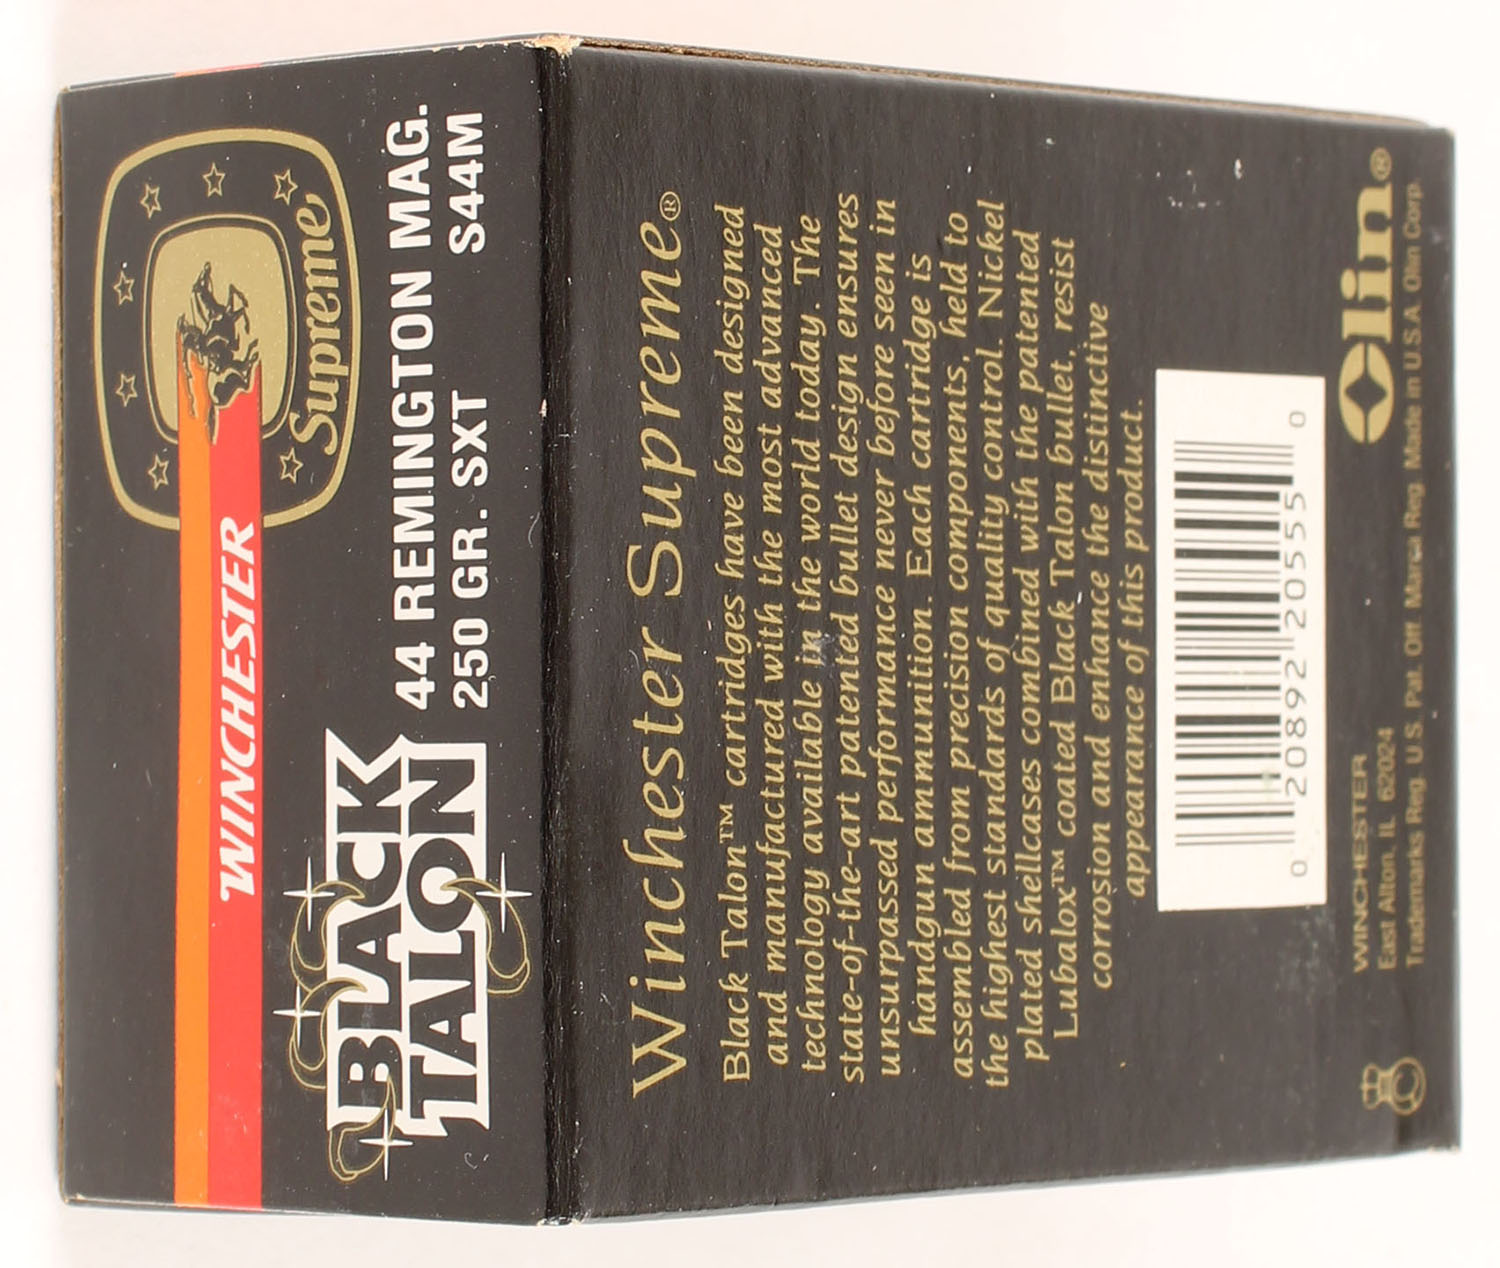 WINCHESTER
Supreme
BLACK
TALON
44 REMINGTON MAG.
250 GR. SXT S44M
Winchester Supreme®
Black Talon™ cartridges have been designed
and manufactured with the most advanced
technology available in the world today. The
state-of-the-art patented bullet design ensures
unsurpassed performance never before seen in
handgun ammunition. Each cartridge is
assembled from precision components, held to
the highest standards of quality control. Nickel
plated shellcases combined with the patented
Lubalox™ coated Black Talon bullet, resist
corrosion and enhance the distinctive
appearance of this product.
0 20892 20555 0
WINCHESTER
East Alton, IL 62024
Olin®
Trademarks Reg. U.S. Pat. Off. Marca Reg. Made in U.S.A. Olin Corp.